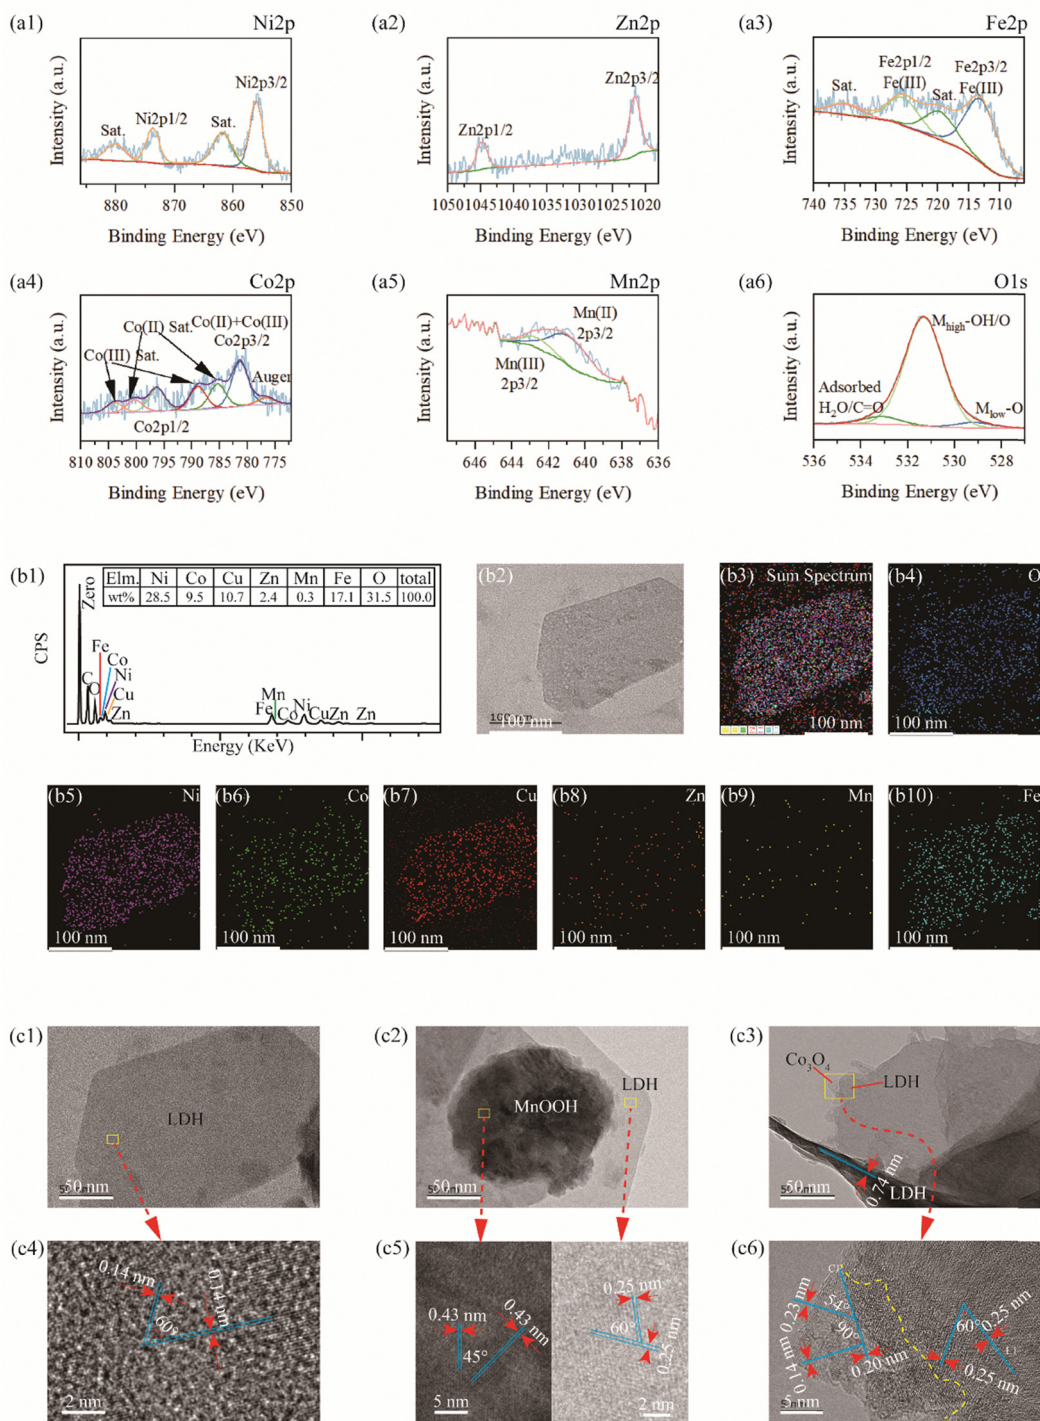 (a1) Ni2p
Intensity (a.u.)
Sat.
Ni2p1/2
Sat.
Ni2p3/2
880 870 860 850
Binding Energy (eV)
(a2) Zn2p
Intensity (a.u.)
Zn2p1/2
Zn2p3/2
1050 1045 1040 1035 1030 1025 1020
Binding Energy (eV)
(a3) Fe2p
Intensity (a.u.)
Sat.
Fe2p1/2
Fe(III)
Sat.
Fe2p3/2
Fe(III)
740 735 730 725 720 715 710
Binding Energy (eV)
(a4) Co2p
Intensity (a.u.)
Co(II) Sat.
Co(II)+Co(III)
Co2p3/2
Co(III) Sat.
Auger
Co2p1/2
810 805 800 795 790 785 780 775
Binding Energy (eV)
(a5) Mn2p
Intensity (a.u.)
Mn(II)
2p3/2
Mn(III)
2p3/2
646 644 642 640 638 636
Binding Energy (eV)
(a6) O1s
Intensity (a.u.)
Mhigh-OH/O
Adsorbed
H2O/C=O
Mlow-O
536 534 532 530 528
Binding Energy (eV)
(b1)
CPS
Zero
Elm. Ni Co Cu Zn Mn Fe O total
wt% 28.5 9.5 10.7 2.4 0.3 17.1 31.5 100.0
Fe
Co
Ni
Cu
Zn
C
O
Mn
Fe
Co
Ni
Cu
Zn
Zn
Energy (KeV)
(b2)
100 nm
(b3) Sum Spectrum
100 nm
(b4) O
100 nm
(b5) Ni
100 nm
(b6) Co
100 nm
(b7) Cu
100 nm
(b8) Zn
100 nm
(b9) Mn
100 nm
(b10) Fe
100 nm
(c1)
LDH
50 nm
(c2)
MnOOH
LDH
50 nm
(c3)
Co3O4
LDH
0.74 nm
LDH
50 nm
(c4)
0.14 nm
0.14 nm
60°
2 nm
(c5)
0.43 nm
0.43 nm
45°
5 nm
0.25 nm
60°
0.25 nm
2 nm
(c6)
0.23 nm
54°
90°
0.14 nm
0.20 nm
60°
0.25 nm
0.25 nm
5 nm